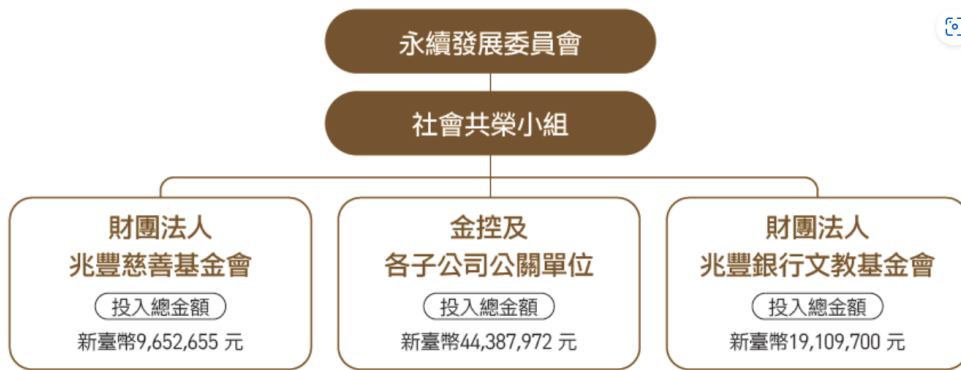 永續發展委員會
社會共榮小組
財團法人
兆豐慈善基金會
投入總金額
新臺幣9,652,655 元
金控及
各子公司公關單位
投入總金額
新臺幣44,387,972 元
財團法人
兆豐銀行文教基金會
投入總金額
新臺幣19,109,700 元